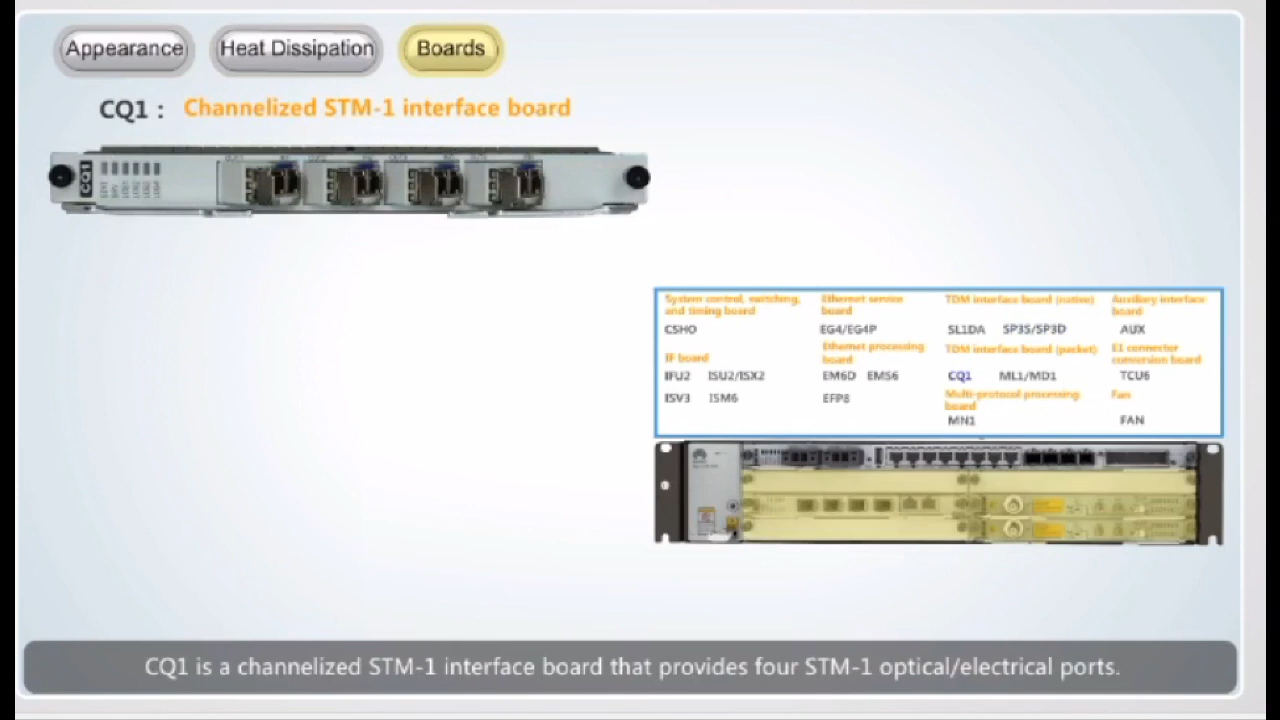 Appearance
Heat Dissipation
Boards
CQ1 : Channelized STM-1 interface board
CQ1
System control, switching, and timing board
CSHO
IF board
IFU2 ISU2/ISX2
ISV3 ISM6
Ethernet service board
EG4/EG4P
Ethernet processing board
EM6D EMS6
EFP8
TDM interface board (native)
SL1DA SP3S/SP3D
TDM interface board (packet)
CQ1 ML1/MD1
Multi-protocol processing board
MN1
Auxiliary interface board
AUX
E1 connector conversion board
TCU6
Fan
FAN
CQ1 is a channelized STM-1 interface board that provides four STM-1 optical/electrical ports.